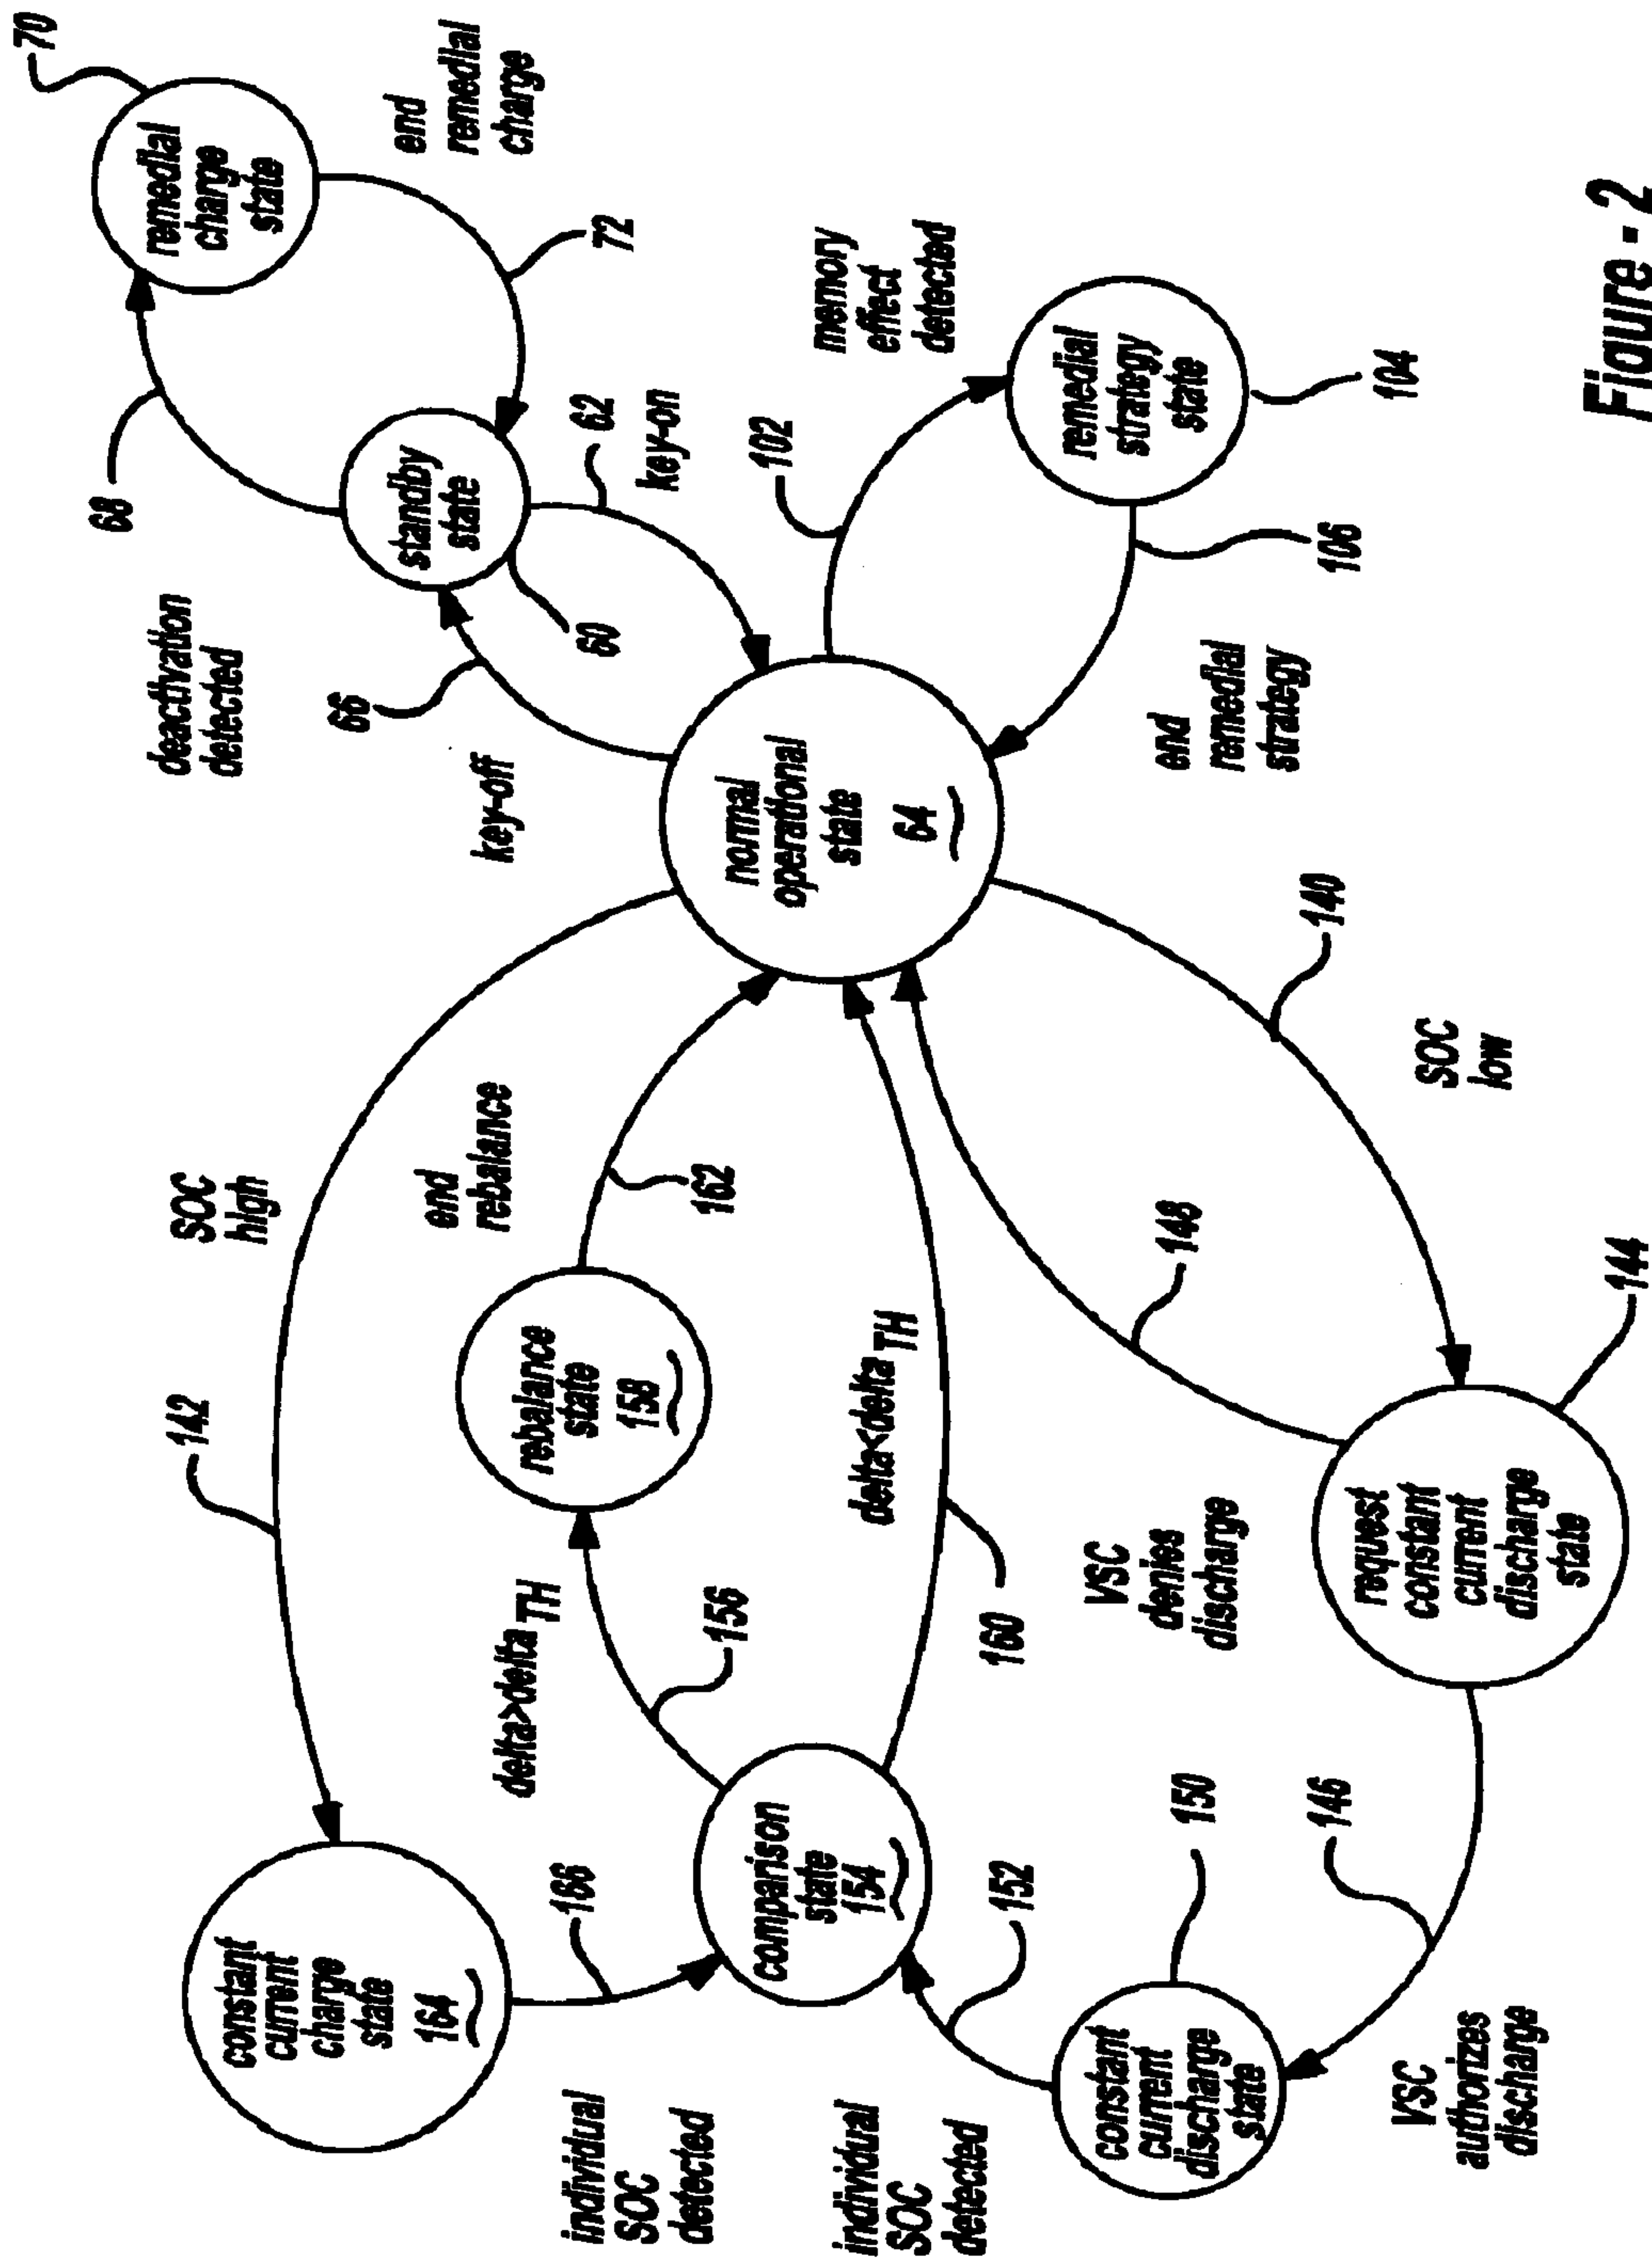 70
remedial
charge
state
68
end
remedial
charge
72
deactivation
detected
66
standby
state
60
62
key-on
key-off
SOC
high
142
constant
current
charge
state
164
166
individual
SOC
detected
delta>delta TH
156
rebalance
state
158
end
rebalance
162
normal
operational
state
64
memory
effect
detected
102
remedial
strategy
state
104
106
end
remedial
strategy
comparison
state
154
delta<delta TH
160
individual
SOC
detected
152
constant
current
discharge
state
150
146
VSC
authorizes
discharge
VSC
denies
discharge
148
request
constant
current
discharge
state
144
140
SOC
low
Figure - 2